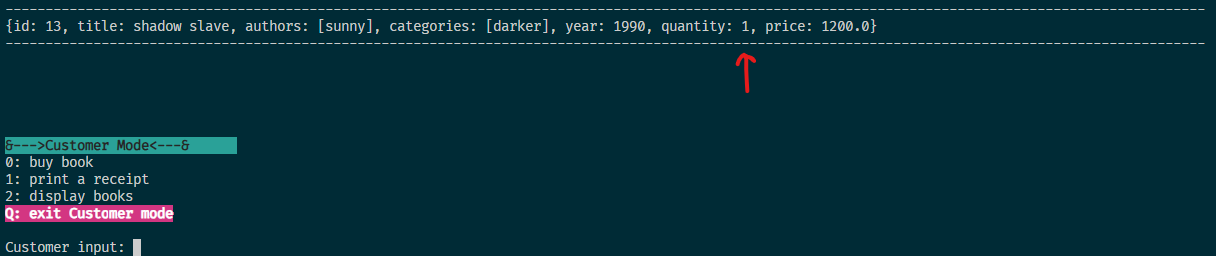 {id: 13, title: shadow slave, authors: [sunny], categories: [darker], year: 1990, quantity: 1, price: 1200.0}
&--->Customer Mode<---&
0: buy book
1: print a receipt
2: display books
Q: exit Customer mode
Customer input: